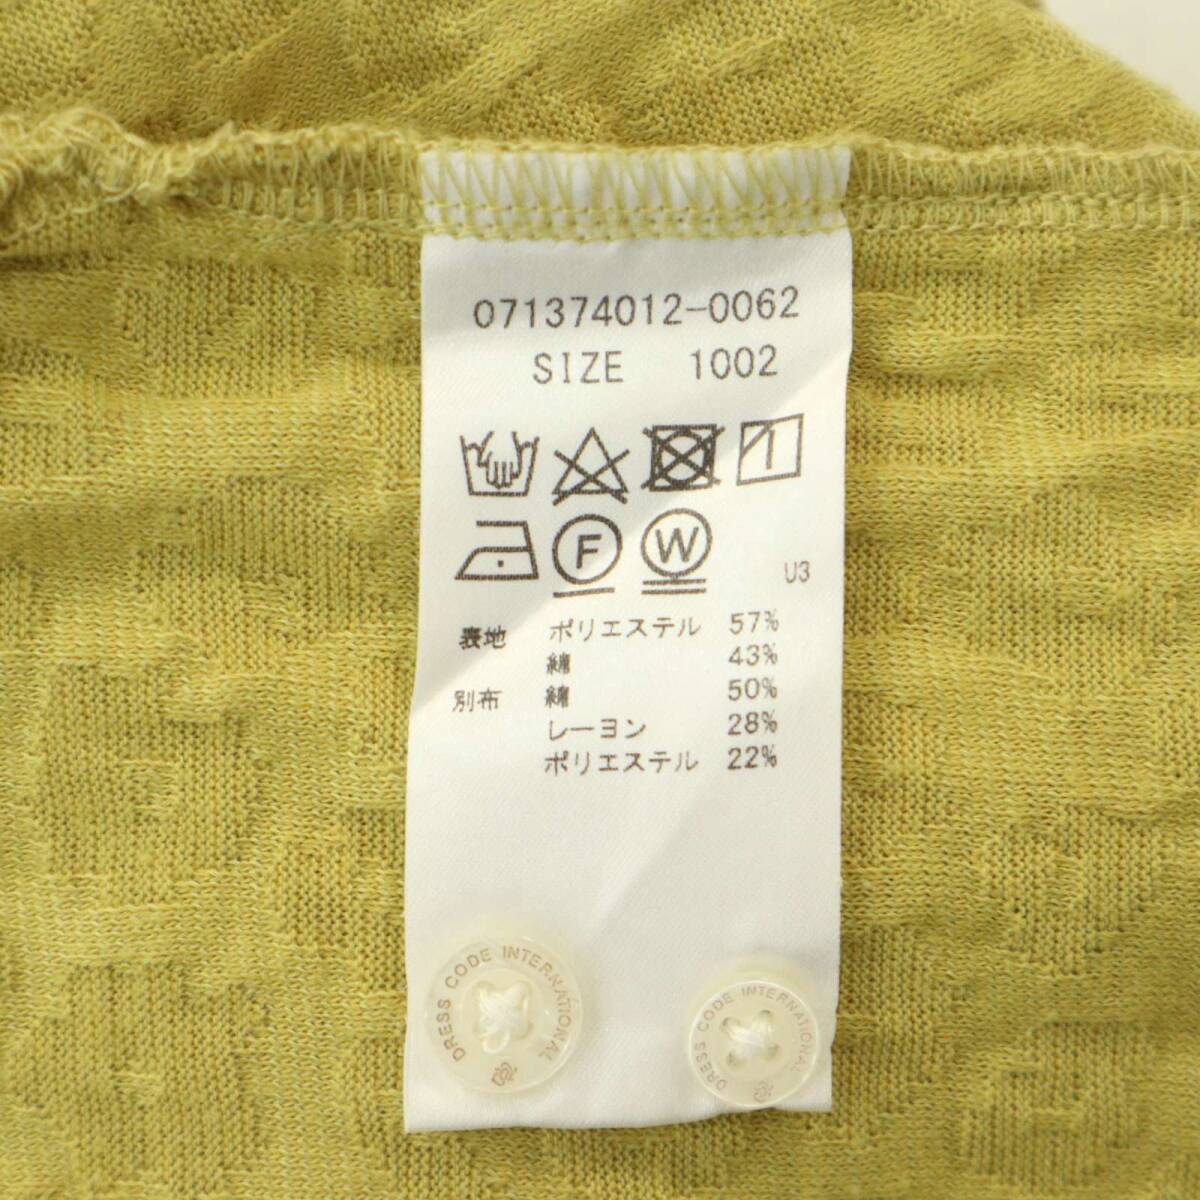 071374012-0062
SIZE 1002
F W
U3
表地 ポリエステル 57%
綿 43%
別布 綿 50%
レーヨン 28%
ポリエステル 22%
DRESS CODE INTERNATIONAL
DRESS CODE INTERNATIONAL